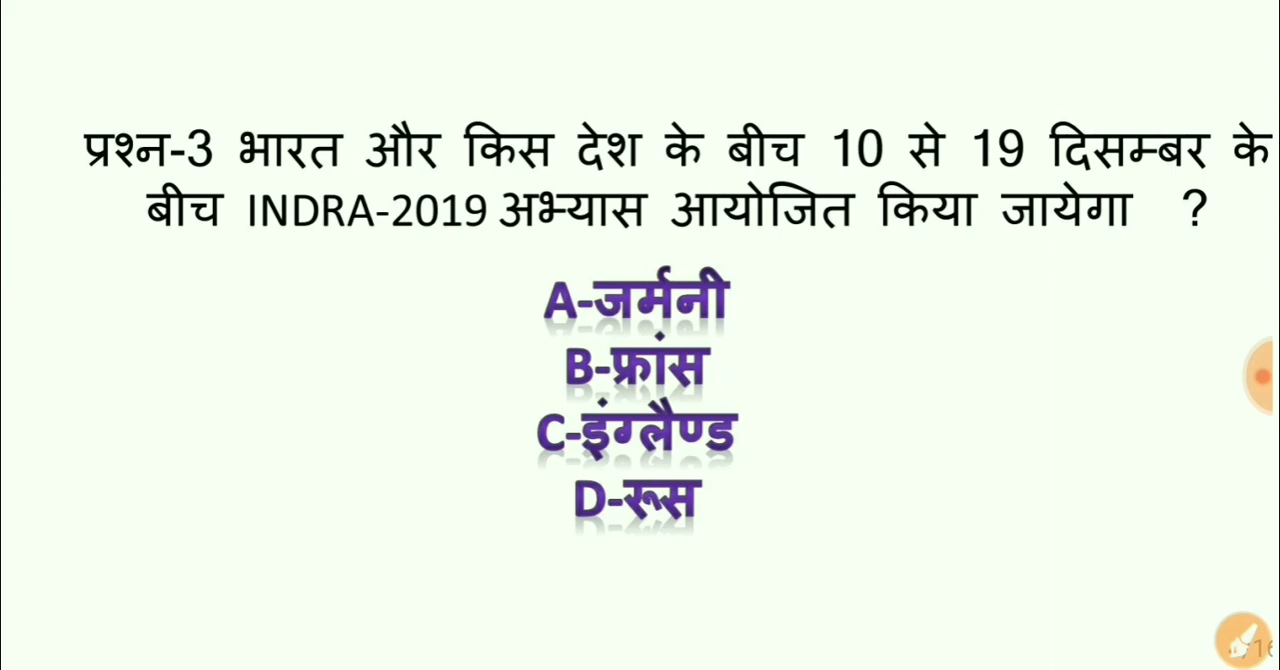 प्रश्न-3 भारत और किस देश के बीच 10 से 19 दिसम्बर के
बीच INDRA-2019 अभ्यास आयोजित किया जायेगा ?
A-जर्मनी
B-फ्रांस
C-इंग्लैण्ड
D-रूस